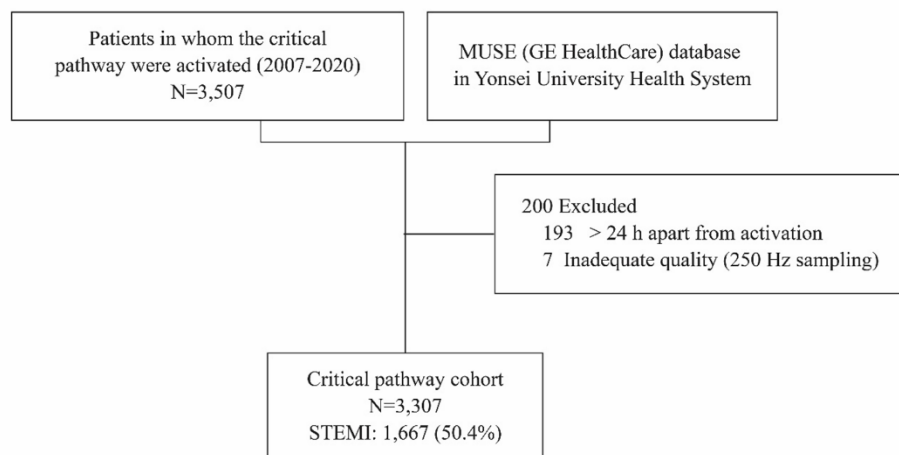 Patients in whom the critical
pathway were activated (2007-2020)
N=3,507
MUSE (GE HealthCare) database
in Yonsei University Health System
200 Excluded
193 > 24 h apart from activation
7 Inadequate quality (250 Hz sampling)
Critical pathway cohort
N=3,307
STEMI: 1,667 (50.4%)